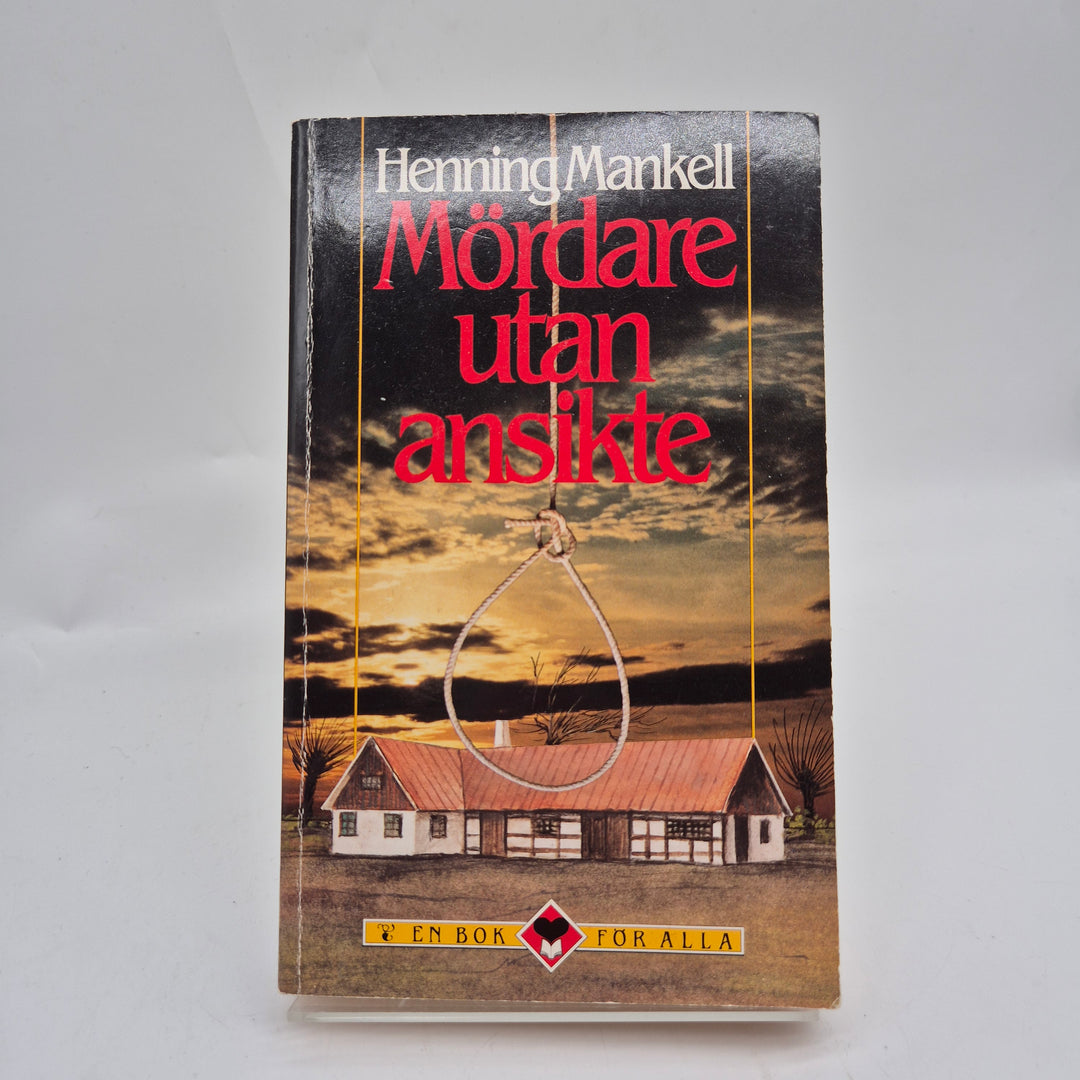 Henning Mankell
Mördare
utan
ansikte
EN BOK FÖR ALLA